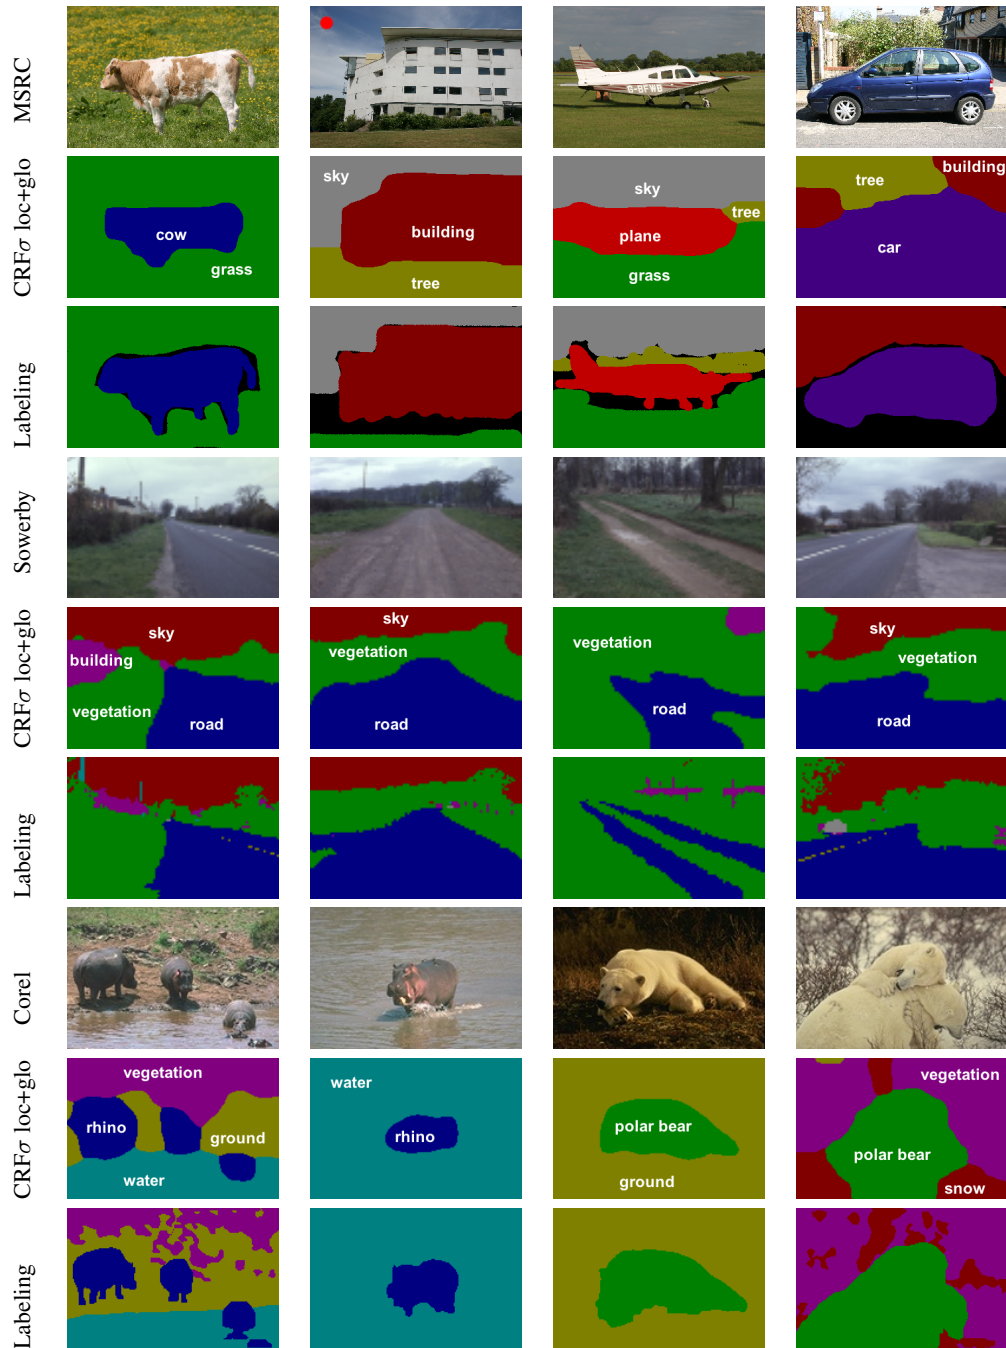 MSRC
G-BFWB
CRFσ loc+glo
cow
grass
sky
building
tree
sky
tree
plane
grass
building
tree
car
Labeling
Sowerby
CRFσ loc+glo
sky
building
vegetation
road
sky
vegetation
road
vegetation
road
sky
vegetation
road
Labeling
Corel
CRFσ loc+glo
vegetation
rhino
ground
water
water
rhino
polar bear
ground
vegetation
polar bear
snow
Labeling